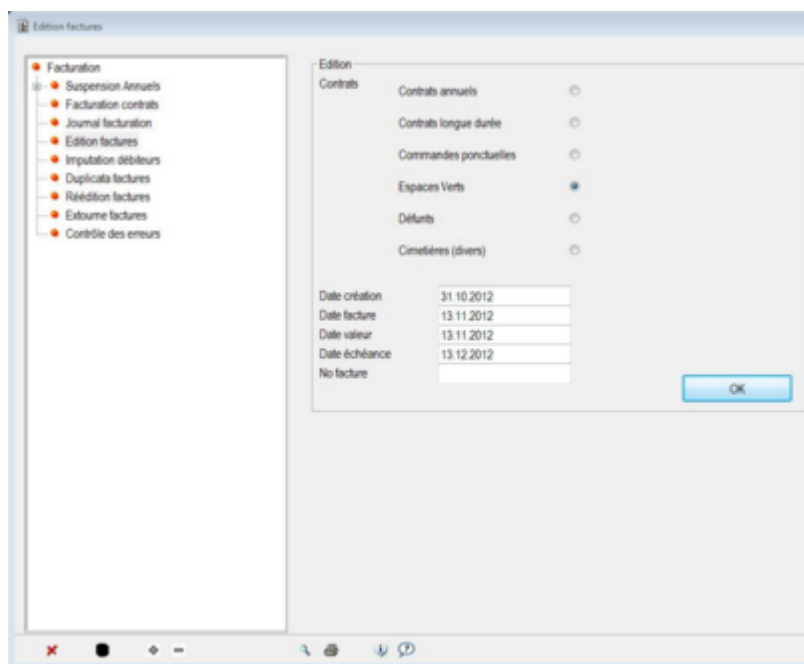 Edition factures
Facturation
Suspension Annuels
Facturation contrats
Journal facturation
Edition factures
Imputation débiteurs
Duplicata factures
Réédition factures
Extourne factures
Contrôle des erreurs
Edition
Contrats
Contrats annuels
Contrats longue durée
Commandes ponctuelles
Espaces Verts
Défunts
Cimetières (divers)
Date création 31.10.2012
Date facture 13.11.2012
Date valeur 13.11.2012
Date échéance 13.12.2012
No facture
OK